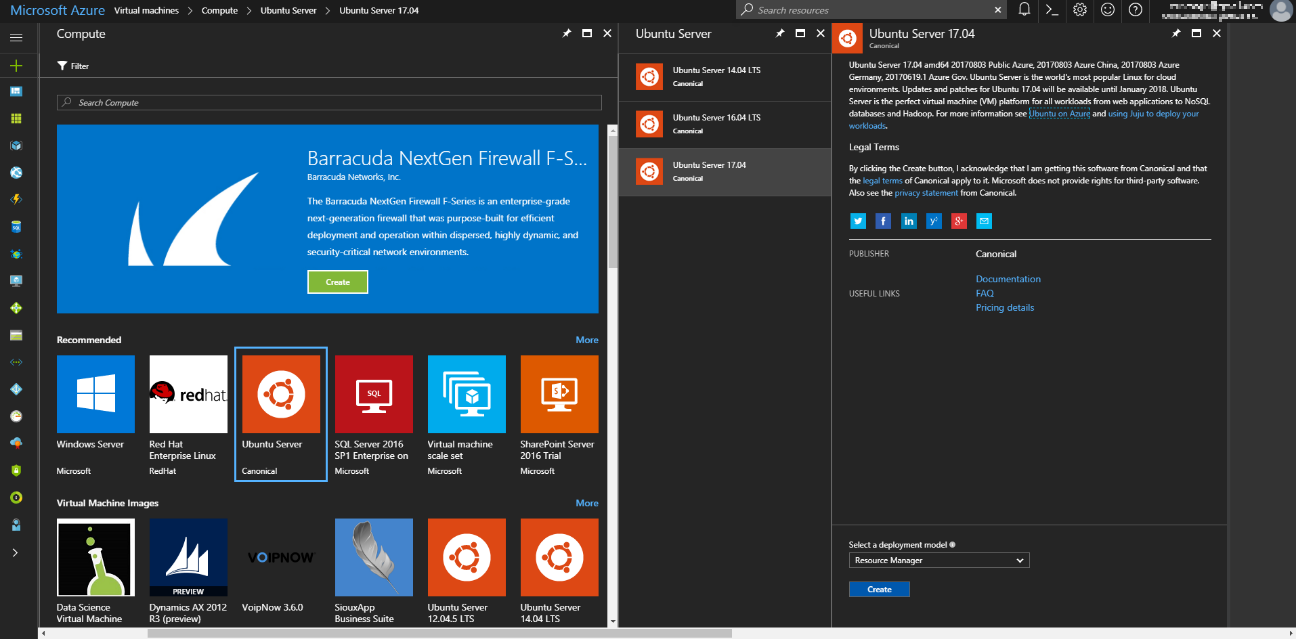 Microsoft Azure Virtual machines > Compute > Ubuntu Server > Ubuntu Server 17.04
Search resources
Compute
Filter
Search Compute
Barracuda NextGen Firewall F-S...
Barracuda Networks, Inc.
The Barracuda NextGen Firewall F-Series is an enterprise-grade
next-generation firewall that was purpose-built for efficient
deployment and operation within dispersed, highly dynamic, and
security-critical network environments.
Create
Recommended
More
redhat.
SQL
S
Windows Server
Microsoft
Red Hat
Enterprise Linux
RedHat
Ubuntu Server
Canonical
SQL Server 2016
SP1 Enterprise on
Microsoft
Virtual machine
scale set
Microsoft
SharePoint Server
2016 Trial
Microsoft
Virtual Machine Images
More
PREVIEW
VOIPNOW
Data Science
Virtual Machine
Dynamics AX 2012
R3 (preview)
VoipNow 3.6.0
SiouxApp
Business Suite
Ubuntu Server
12.04.5 LTS
Ubuntu Server
14.04 LTS
Ubuntu Server
Ubuntu Server 14.04 LTS
Canonical
Ubuntu Server 16.04 LTS
Canonical
Ubuntu Server 17.04
Canonical
Ubuntu Server 17.04
Canonical
Ubuntu Server 17.04 amd64 20170803 Public Azure, 20170803 Azure China, 20170803 Azure
Germany, 20170619.1 Azure Gov. Ubuntu Server is the world's most popular Linux for cloud
environments. Updates and patches for Ubuntu 17.04 will be available until January 2018. Ubuntu
Server is the perfect virtual machine (VM) platform for all workloads from web applications to NoSQL
databases and Hadoop. For more information see Ubuntu on Azure and using Juju to deploy your
workloads.
Legal Terms
By clicking the Create button, I acknowledge that I am getting this software from Canonical and that
the legal terms of Canonical apply to it. Microsoft does not provide rights for third-party software.
Also see the privacy statement from Canonical.
PUBLISHER
Canonical
USEFUL LINKS
Documentation
FAQ
Pricing details
Select a deployment model
Resource Manager
Create